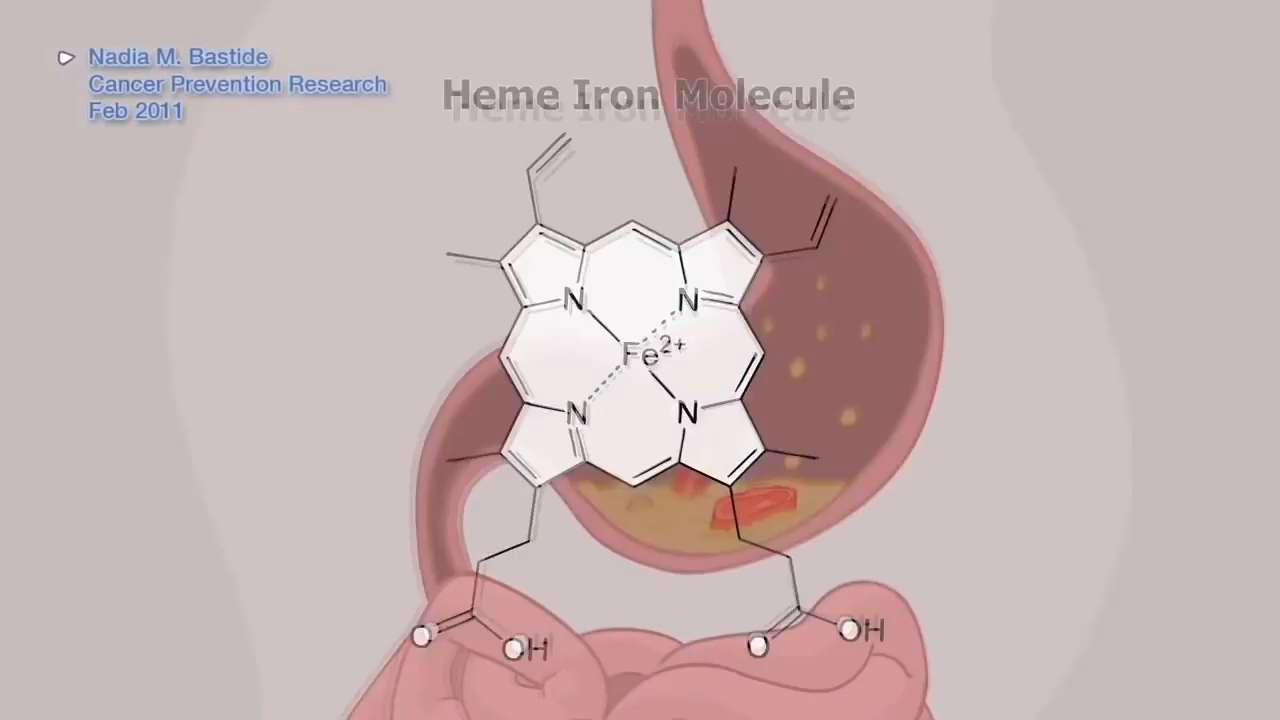 Nadia M. Bastide
Cancer Prevention Research
Feb 2011
Heme Iron Molecule
N
N
Fe2+
N
N
O
OH
O
OH